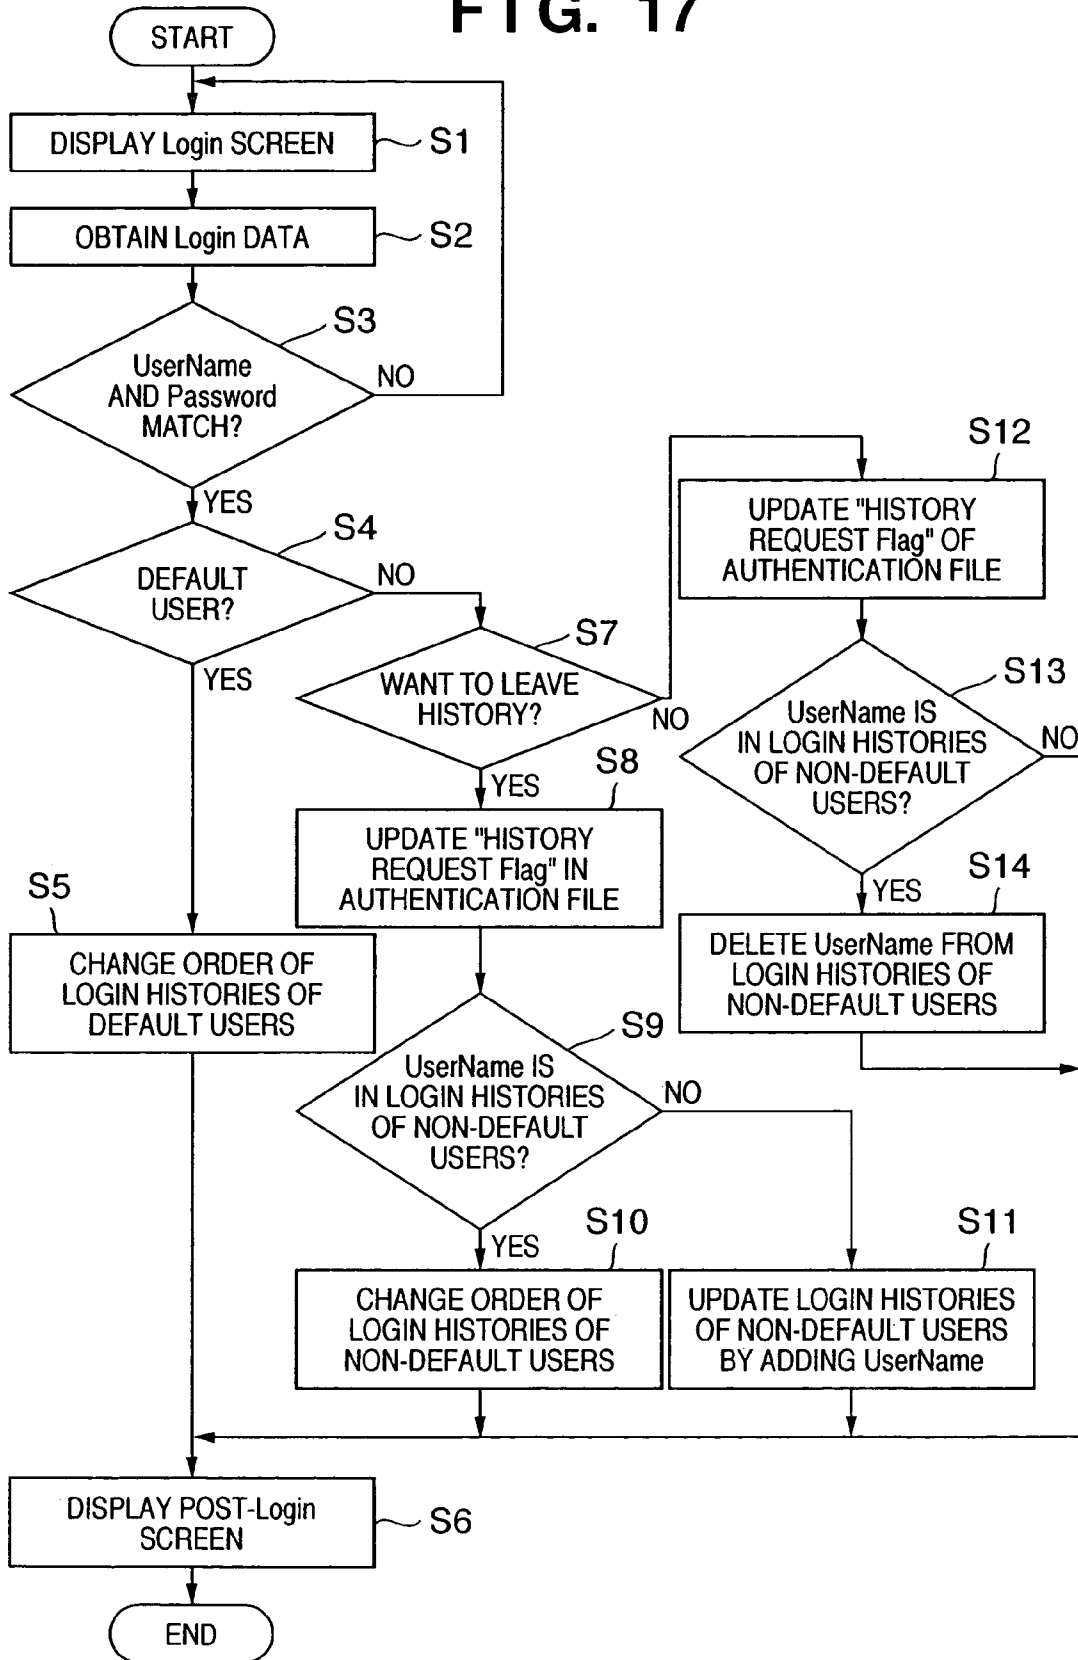 FIG. 17
START
DISPLAY Login SCREEN
S1
OBTAIN Login DATA
S2
S3
UserName
AND Password
MATCH?
NO
YES
S4
DEFAULT
USER?
NO
YES
S5
CHANGE ORDER OF
LOGIN HISTORIES OF
DEFAULT USERS
S7
WANT TO LEAVE
HISTORY?
NO
YES
S8
UPDATE "HISTORY
REQUEST Flag" IN
AUTHENTICATION FILE
S9
UserName IS
IN LOGIN HISTORIES
OF NON-DEFAULT
USERS?
NO
YES
S10
CHANGE ORDER OF
LOGIN HISTORIES OF
NON-DEFAULT USERS
S11
UPDATE LOGIN HISTORIES
OF NON-DEFAULT USERS
BY ADDING UserName
S12
UPDATE "HISTORY
REQUEST Flag" OF
AUTHENTICATION FILE
S13
UserName IS
IN LOGIN HISTORIES
OF NON-DEFAULT
USERS?
NO
YES
S14
DELETE UserName FROM
LOGIN HISTORIES OF
NON-DEFAULT USERS
DISPLAY POST-Login
SCREEN
S6
END